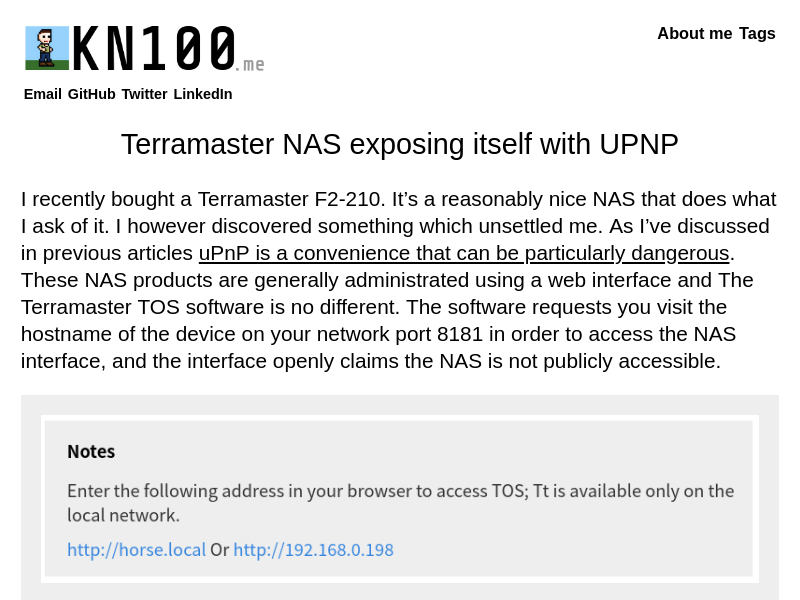 KN100.me
About me Tags
Email GitHub Twitter LinkedIn
Terramaster NAS exposing itself with UPNP
I recently bought a Terramaster F2-210. It’s a reasonably nice NAS that does what
I ask of it. I however discovered something which unsettled me. As I’ve discussed
in previous articles uPnP is a convenience that can be particularly dangerous.
These NAS products are generally administrated using a web interface and The
Terramaster TOS software is no different. The software requests you visit the
hostname of the device on your network port 8181 in order to access the NAS
interface, and the interface openly claims the NAS is not publicly accessible.
Notes
Enter the following address in your browser to access TOS; Tt is available only on the
local network.
http://horse.local Or http://192.168.0.198